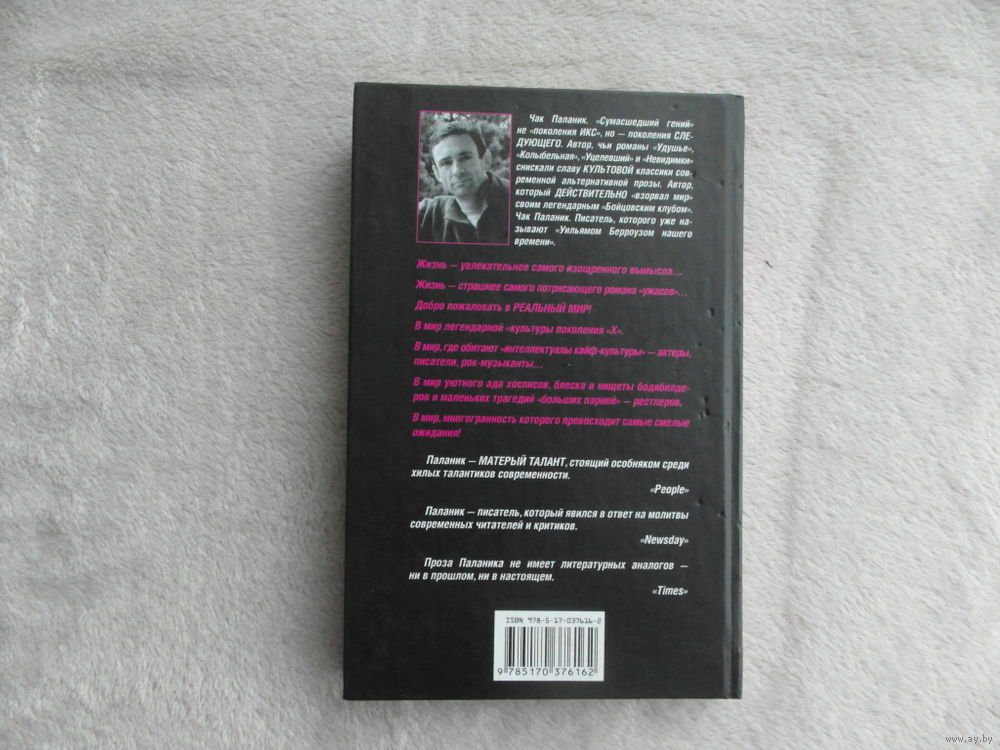 Чак Паланик. «Сумасшедший гений»
не «поколения ИКС», но — поколения СЛЕ-
ДУЮЩЕГО. Автор, чьи романы «Удушье»,
«Колыбельная», «Уцелевший» и «Невидимки»
снискали славу КУЛЬТОВОЙ классики сов-
ременной альтернативной прозы. Автор,
который ДЕЙСТВИТЕЛЬНО «взорвал мир»
своим легендарным «Бойцовским клубом».
Чак Паланик. Писатель, которого уже на-
зывают «Уильямом Берроузом нашего
времени».
Жизнь — увлекательнее самого изощренного вымысла...
Жизнь — страшнее самого потрясающего романа «ужасов»...
Добро пожаловать в РЕАЛЬНЫЙ МИР!
В мир легендарной «культуры поколения «Х».
В мир, где обитают «интеллектуалы кайф-культуры» — актеры,
писатели, рок-музыканты...
В мир уютного ада хосписов, блеска и нищеты бодибилде-
ров и маленьких трагедий «больших парней» — рестлеров.
В мир, многогранность которого превосходит самые смелые
ожидания!
Паланик — МАТЕРЫЙ ТАЛАНТ, стоящий особняком среди
хилых талантиков современности.
«People»
Паланик — писатель, который явился в ответ на молитвы
современных читателей и критиков.
«Newsday»
Проза Паланика не имеет литературных аналогов —
ни в прошлом, ни в настоящем.
«Times»
ISBN 978-5-17-037616-2
9 785170 376162
www.ay.by